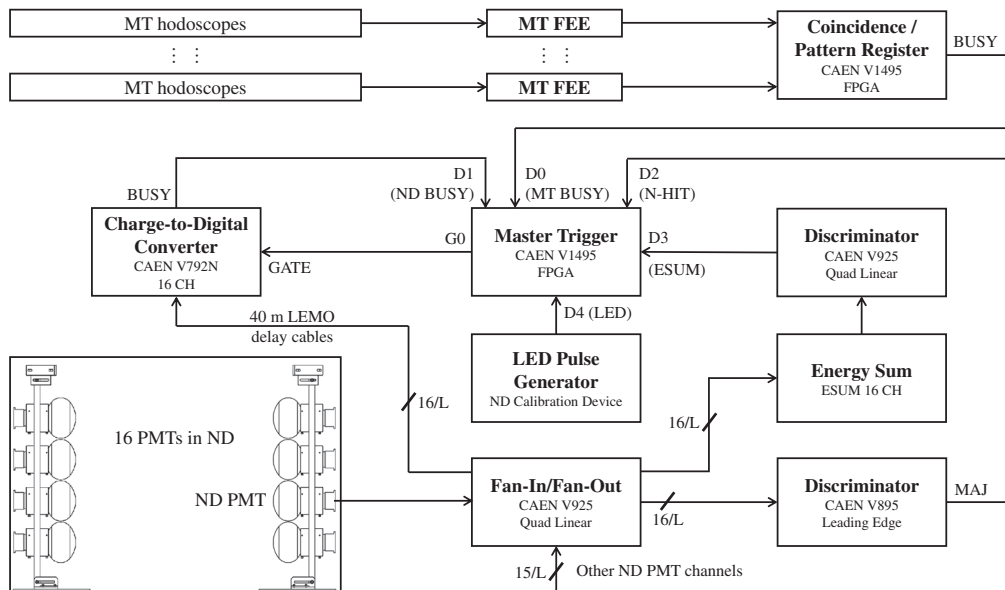 MT hodoscopes
MT FEE
Coincidence /
Pattern Register
CAEN V1495
FPGA
BUSY
MT hodoscopes
MT FEE
BUSY
D1
(ND BUSY)
D0
(MT BUSY)
D2
(N-HIT)
Charge-to-Digital
Converter
CAEN V792N
16 CH
GATE
G0
Master Trigger
CAEN V1495
FPGA
D3
(ESUM)
Discriminator
CAEN V925
Quad Linear
40 m LEMO
delay cables
D4 (LED)
LED Pulse
Generator
ND Calibration Device
Energy Sum
ESUM 16 CH
16/L
16/L
16 PMTs in ND
ND PMT
Fan-In/Fan-Out
CAEN V925
Quad Linear
16/L
Discriminator
CAEN V895
Leading Edge
MAJ
15/L
Other ND PMT channels